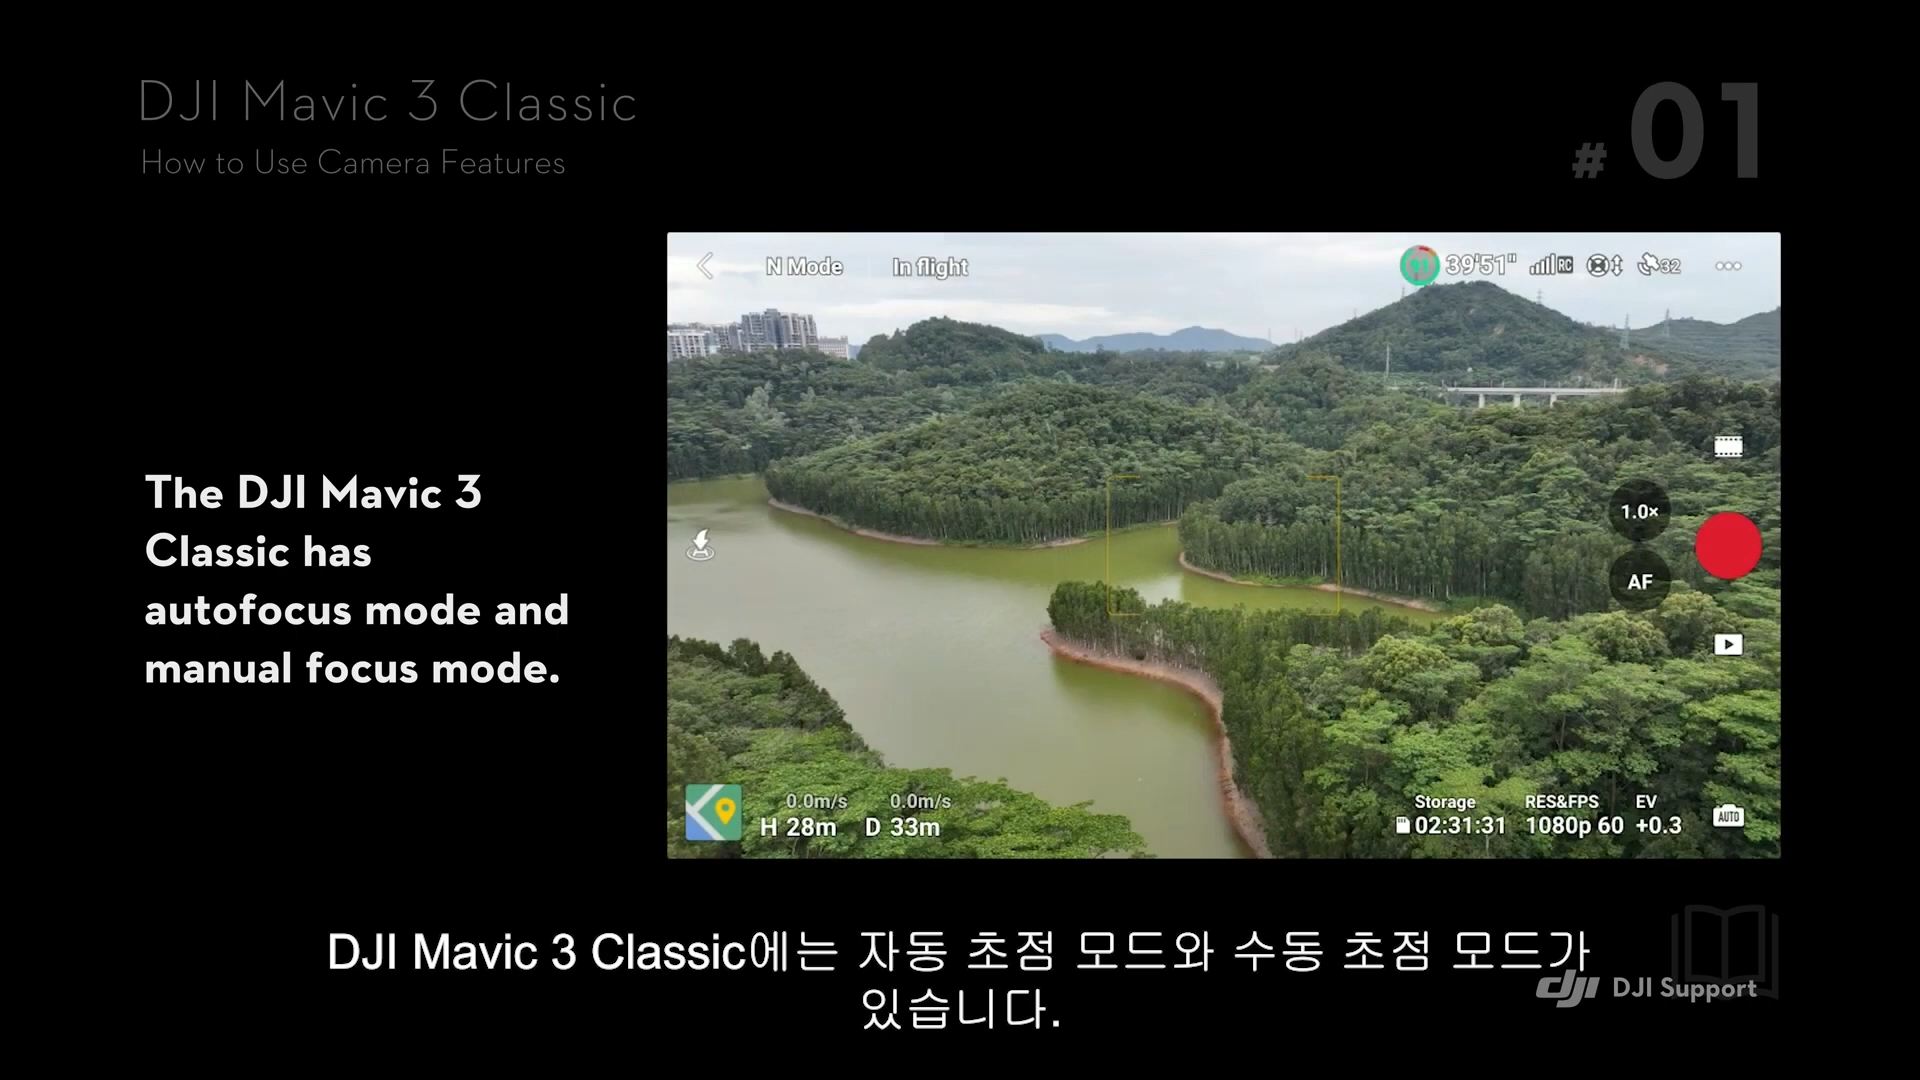 DJI Mavic 3 Classic
How to Use Camera Features
# 01
N Mode
In flight
91
39'51"
RC
32
The DJI Mavic 3
Classic has
autofocus mode and
manual focus mode.
1.0×
AF
0.0m/s 0.0m/s
H 28m D 33m
Storage RES&FPS EV
02:31:31 1080p 60 +0.3
AUTO
DJI Mavic 3 Classic에는 자동 초점 모드와 수동 초점 모드가
있습니다.
dji DJI Support